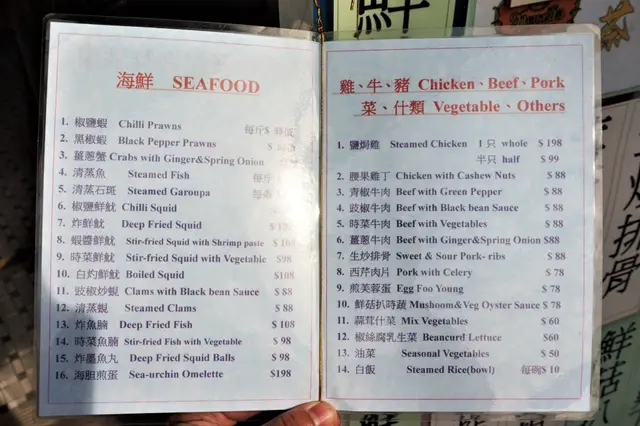 鮮
海鮮 SEAFOOD
1. 椒鹽蝦 Chilli Prawns 每斤$
2. 黑椒蝦 Black Pepper Prawns $
3. 薑蔥蟹 Crabs with Ginger&Spring Onion
4. 清蒸魚 Steamed Fish
5. 清蒸石斑 Steamed Garoupa
6. 椒鹽鮮魷 Chilli Squid
7. 炸鮮魷 Deep Fried Squid $
8. 蝦醬鮮魷 Stir-fried Squid with Shrimp paste $
9. 時菜鮮魷 Stir-fried Squid with Vegetable $98
10. 白灼鮮魷 Boiled Squid $108
11. 豉椒炒蜆 Clams with Black bean Sauce $ 88
12. 清蒸蜆 Steamed Clams $ 88
13. 炸魚腩 Deep Fried Fish $ 108
14. 時菜魚腩 Stir-fried Fish with Vegetable $ 98
15. 炸墨魚丸 Deep Fried Squid Balls $ 98
16. 海胆煎蛋 Sea-urchin Omelette $198
雞、牛、豬 Chicken、Beef、Pork
菜、什類 Vegetable、Others
1. 鹽焗雞 Steamed Chicken 1 只 whole $ 198
半只 half $ 99
2. 腰果雞丁 Chicken with Cashew Nuts $ 88
3. 青椒牛肉 Beef with Green Pepper $ 88
4. 豉椒牛肉 Beef with Black bean Sauce $ 88
5. 時菜牛肉 Beef with Vegetables $ 88
6. 薑蔥牛肉 Beef with Ginger&Spring Onion $88
7. 生炒排骨 Sweet & Sour Pork- ribs $ 88
8. 西芹肉片 Pork with Celery $ 78
9. 煎芙蓉蛋 Egg Foo Young $ 78
10. 鮮菇扒時蔬 Mushoom&Veg Oyster Sauce $ 78
11. 蒜茸什菜 Mix Vegetables $ 60
12. 椒絲腐乳生菜 Beancurd Lettuce $60
13. 油菜 Seasonal Vegetables $ 50
14. 白飯 Steamed Rice(bowl) 每碗$ 10
炒排骨
鮮菇